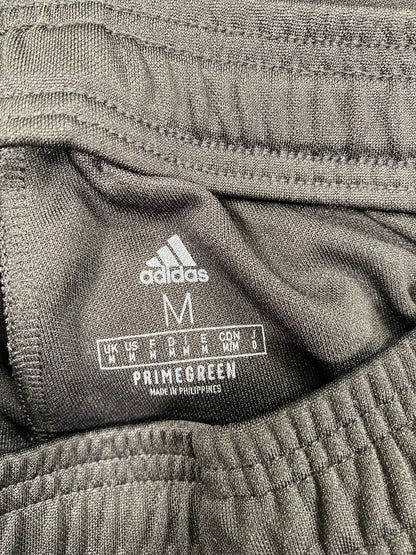 adidas
M
UK US F D I E CDN J
M M M M M M M/M O
PRIMEGREEN
MADE IN PHILIPPINES